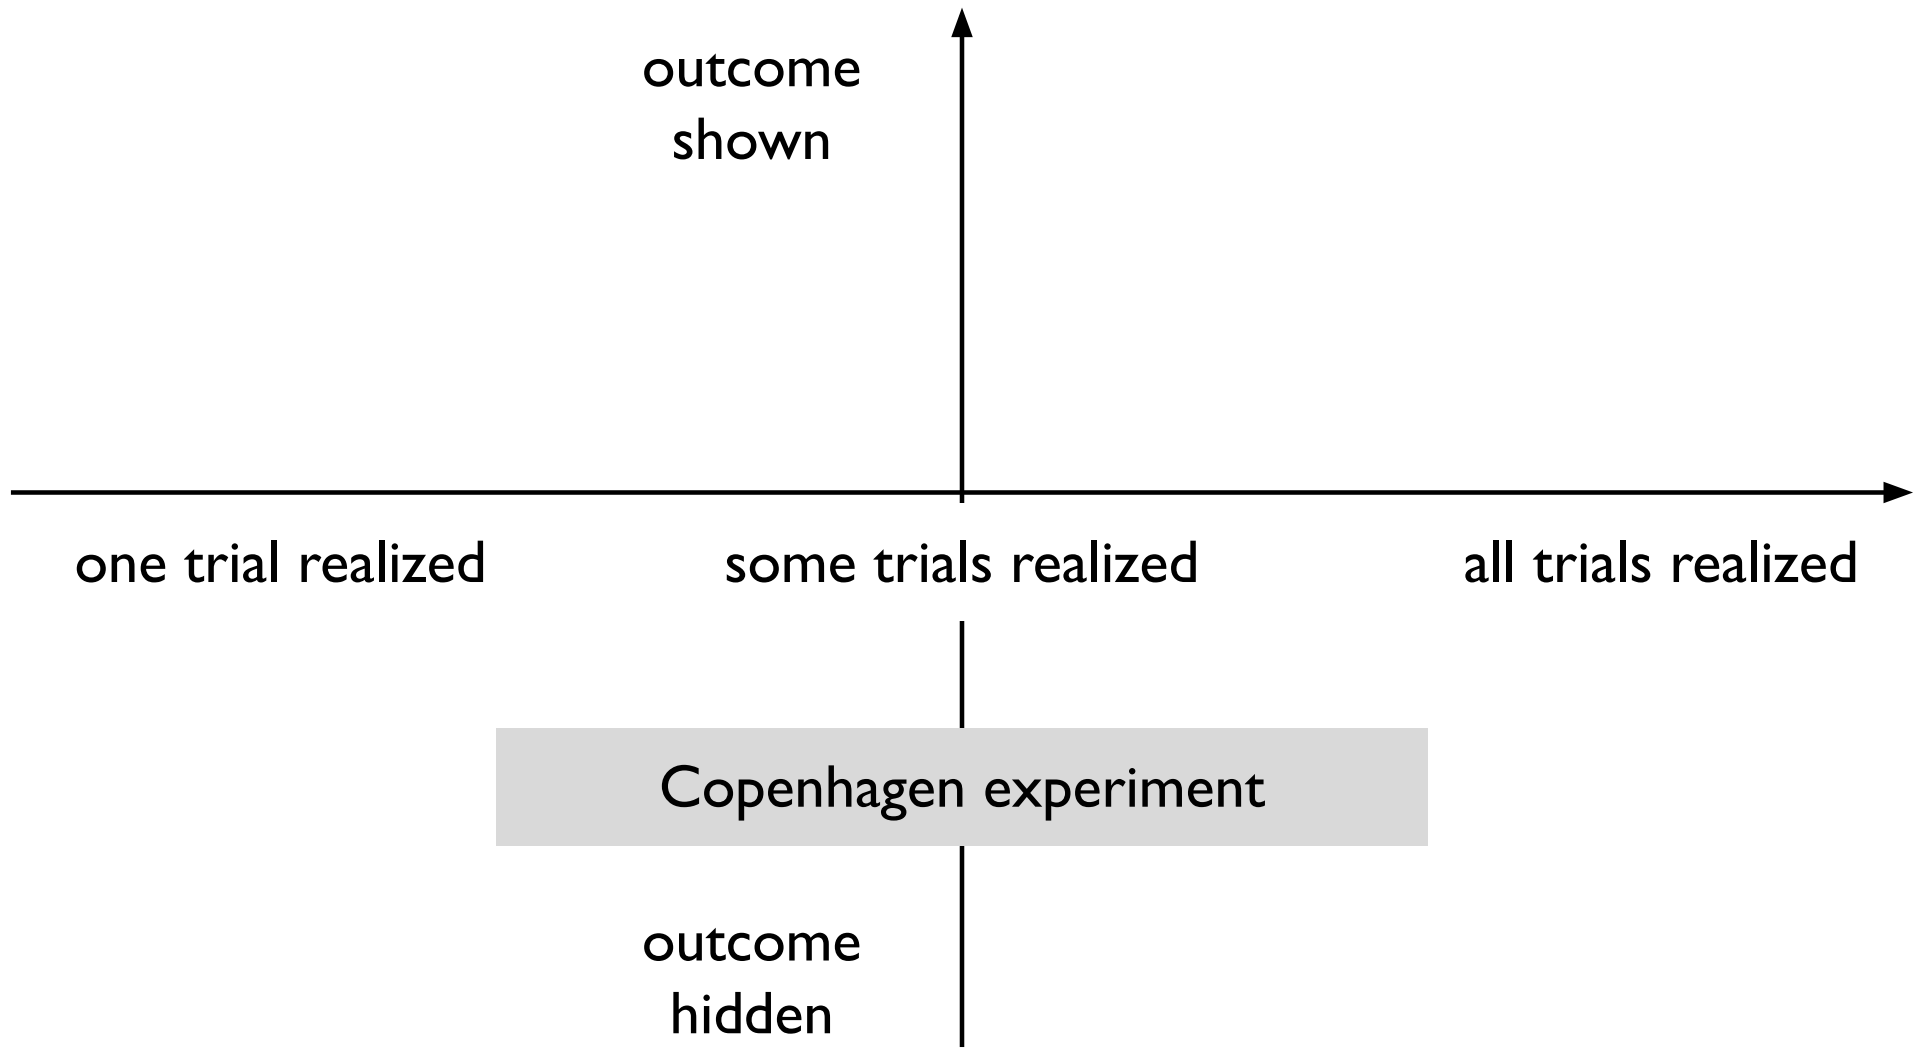 outcome
shown
one trial realized
some trials realized
all trials realized
Copenhagen experiment
outcome
hidden